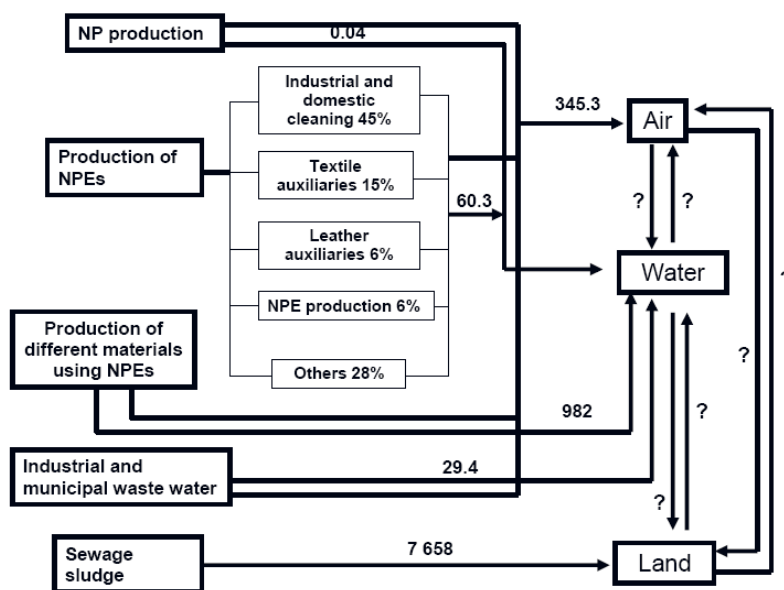 NP production
0.04
Industrial and
domestic
cleaning 45%
345.3
Air
Production of
NPEs
Textile
auxiliaries 15%
60.3
?
?
?
Leather
auxiliaries 6%
Water
NPE production 6%
Production of
different materials
using NPEs
Others 28%
?
?
982
Industrial and
municipal waste water
29.4
?
Sewage
sludge
7 658
Land